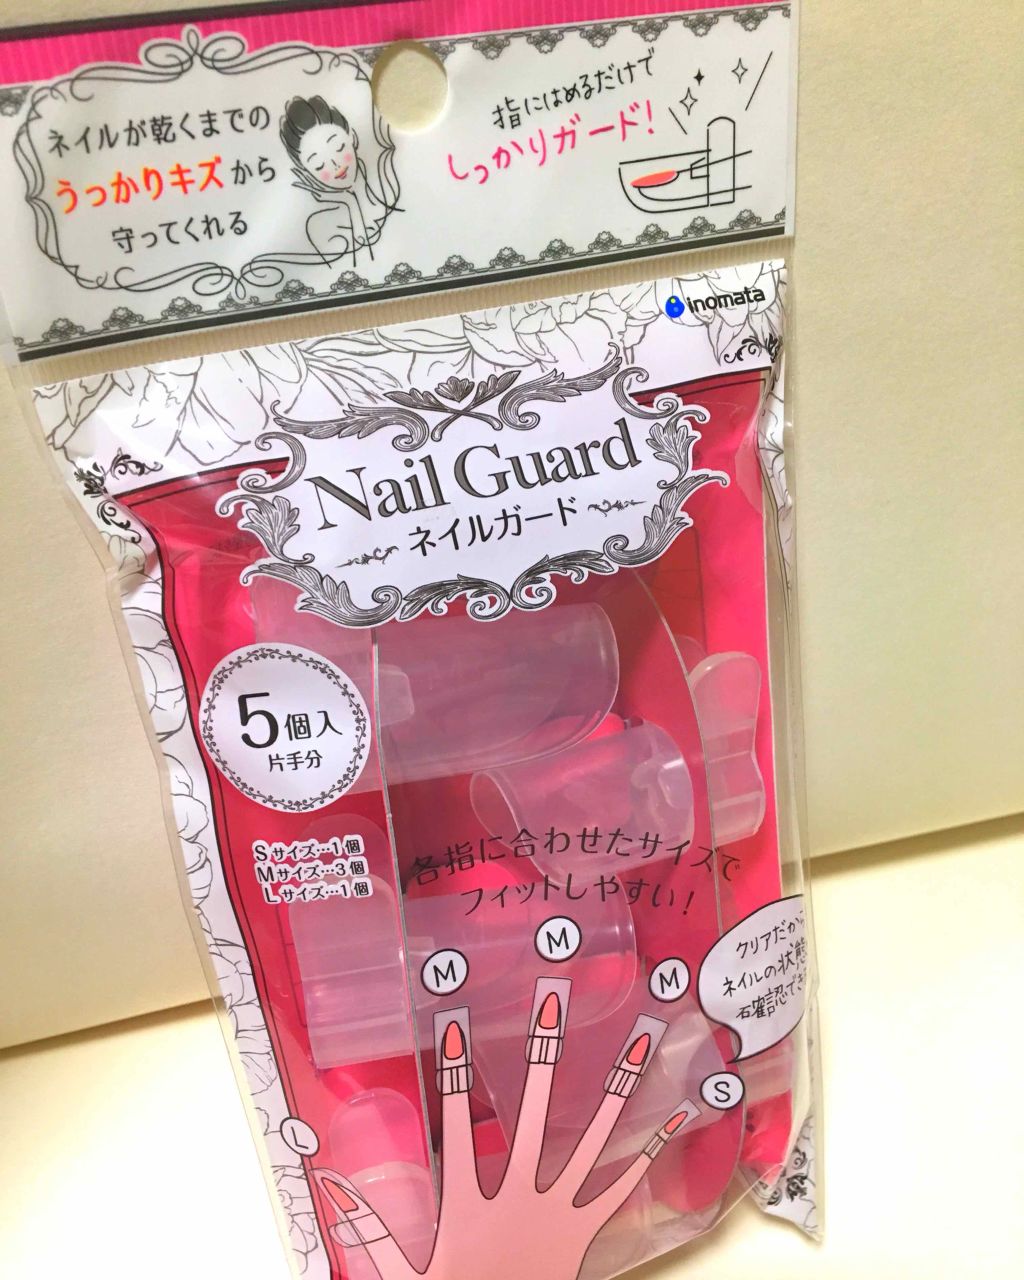 ネイルが乾くまでの
うっかりキズから
守ってくれる
指にはめるだけで
しっかりガード!
inomata
Nail Guard
ネイルガード
5個入
片手分
Sサイズ…1個
Mサイズ…3個
Lサイズ…1個
各指に合わせたサイズで
フィットしやすい!
クリアだから
ネイルの状態
確認でき
M
M
M
S
L